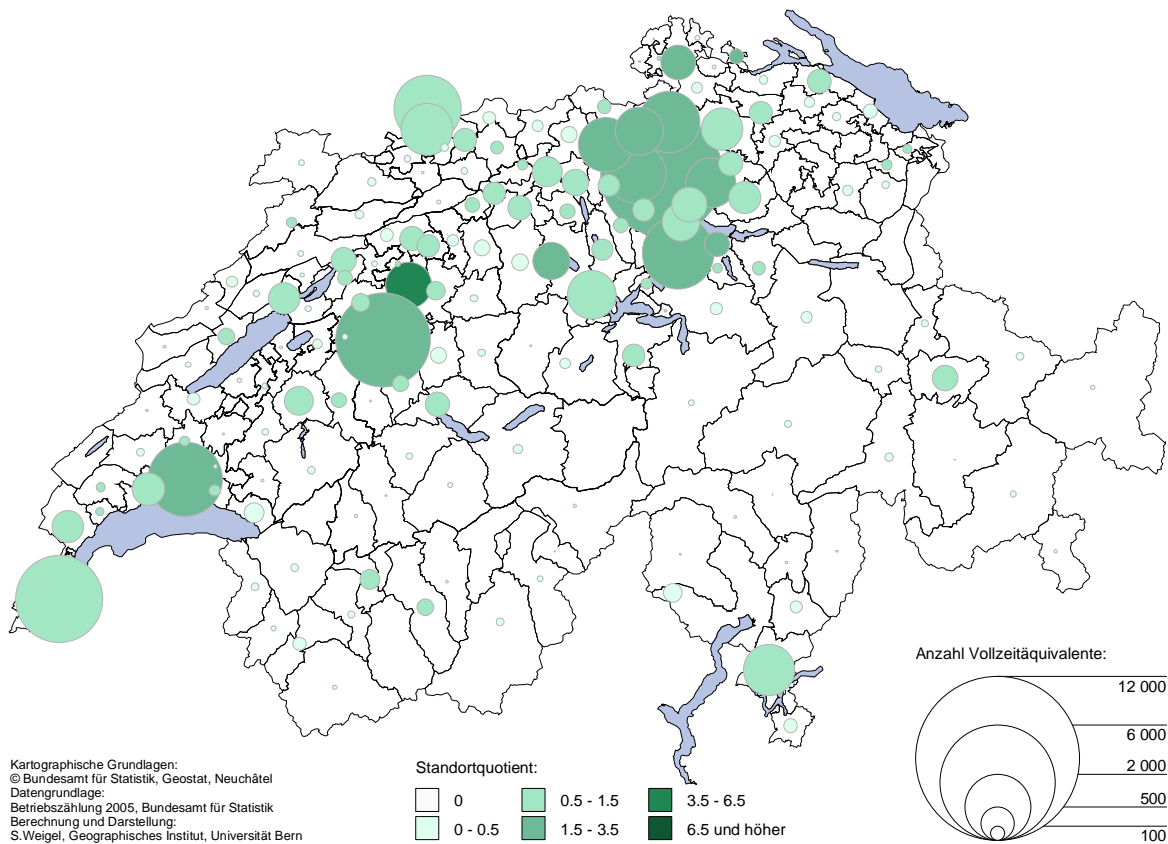 Anzahl Vollzeitäquivalente:
12 000
6 000
2 000
500
100
Kartographische Grundlagen:
© Bundesamt für Statistik, Geostat, Neuchâtel
Datengrundlage:
Betriebszählung 2005, Bundesamt für Statistik
Berechnung und Darstellung:
S.Weigel, Geographisches Institut, Universität Bern
Standortquotient:
0
0.5 - 1.5
3.5 - 6.5
0 - 0.5
1.5 - 3.5
6.5 und höher